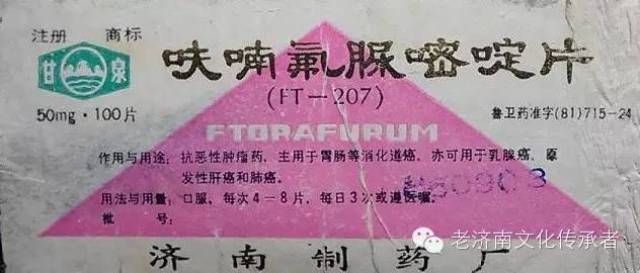 注册 商标
甘泉
呋喃氟脲嘧啶片
(FT—207)
50mg·100片
鲁卫药准字(81)715-24
FTORAFURUM
作用与用途：抗恶性肿瘤药。主用于胃肠等消化道癌。亦可用于乳腺癌、原
发性肝癌和肺癌。
用法与用量：口服，每次4—8片，每日3次或遵医嘱。
批 号：
济南制药厂
老济南文化传承者